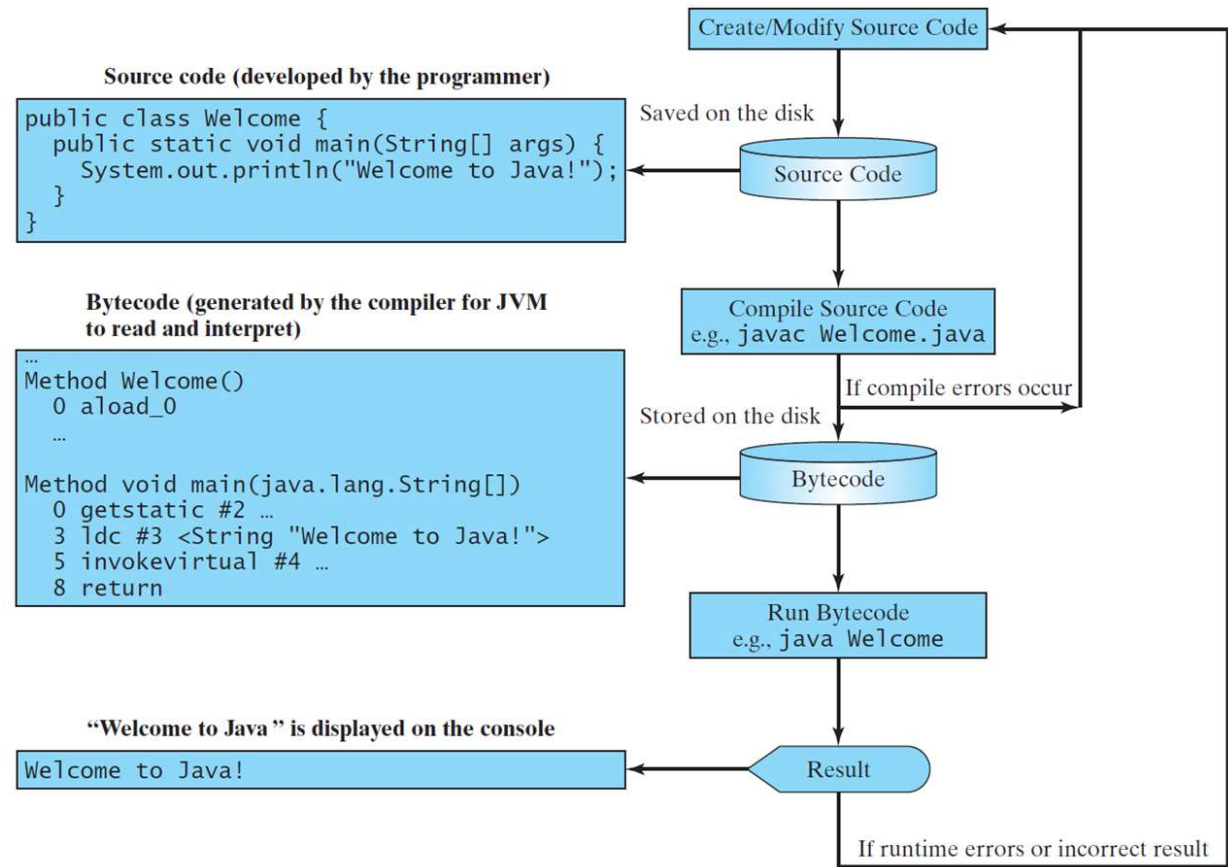 Create/Modify Source Code
Source code (developed by the programmer)
public class Welcome {
  public static void main(String[] args) {
    System.out.println("Welcome to Java!");
  }
}
Saved on the disk
Source Code
Compile Source Code
e.g., javac Welcome.java
If compile errors occur
Bytecode (generated by the compiler for JVM
to read and interpret)
…
Method Welcome()
  0 aload_0
  …
Method void main(java.lang.String[])
  0 getstatic #2 …
  3 ldc #3 <String "Welcome to Java!">
  5 invokevirtual #4 …
  8 return
Stored on the disk
Bytecode
Run Bytecode
e.g., java Welcome
“Welcome to Java” is displayed on the console
Welcome to Java!
Result
If runtime errors or incorrect result